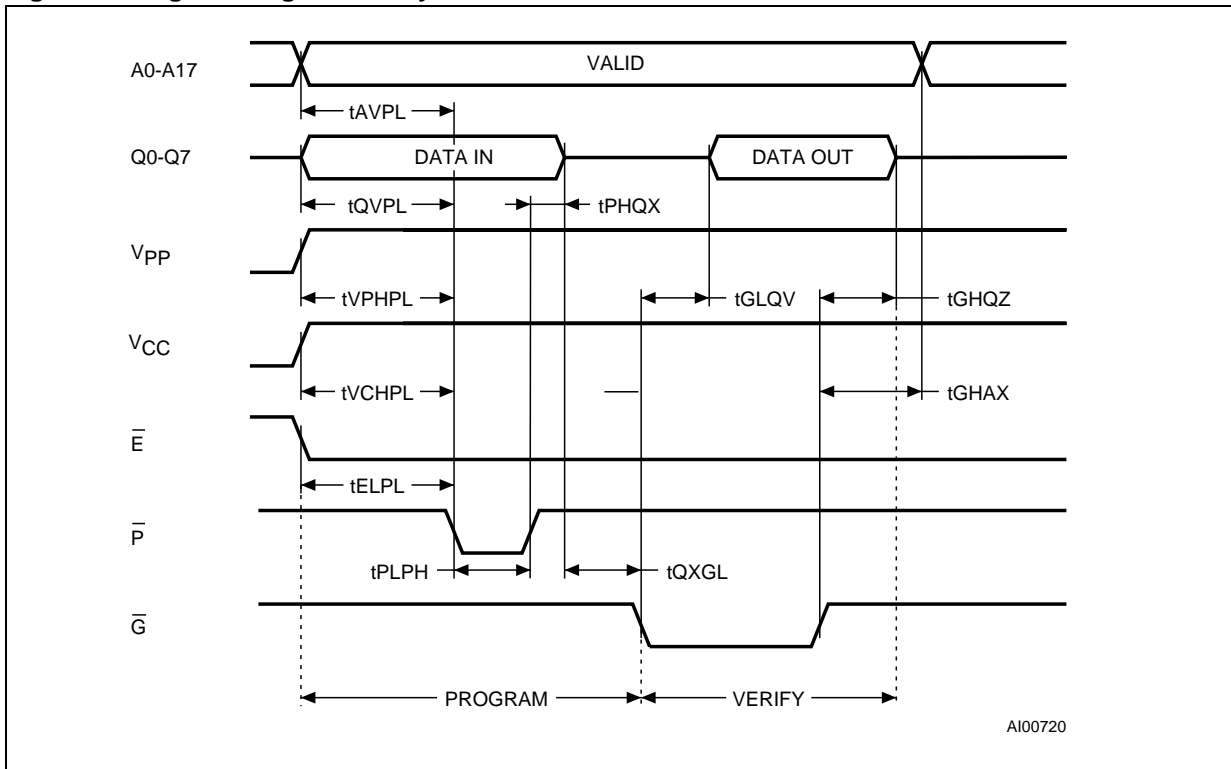 A0-A17
VALID
tAVPL
Q0-Q7
DATA IN
DATA OUT
tQVPL
tPHQX
VPP
tVPHPL
tGLQV
tGHQZ
VCC
tVCHPL
tGHAX
E
tELPL
P
tPLPH
tQXGL
G
PROGRAM
VERIFY
AI00720